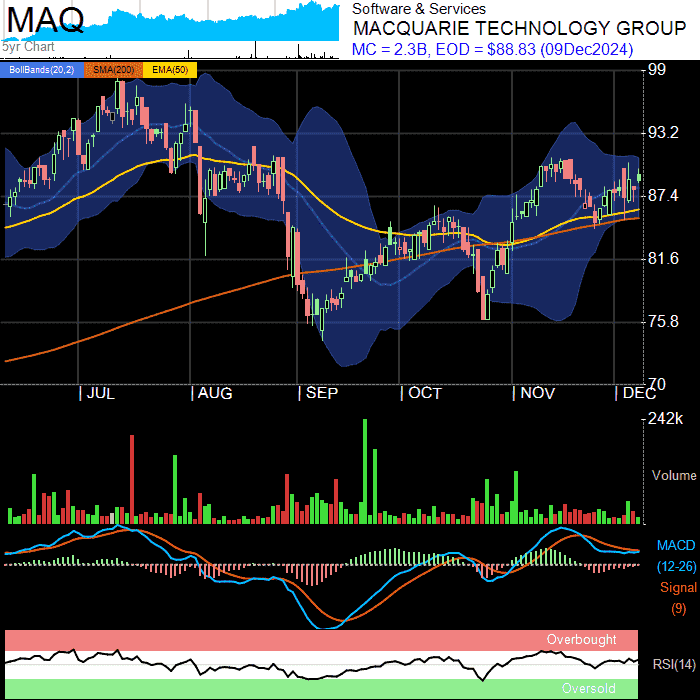 MAQ
5yr Chart
Software & Services
MACQUARIE TECHNOLOGY GROUP
MC = 2.3B, EOD = $88.83 (09Dec2024)
BollBands(20,2) SMA(200) EMA(50)
99
93.2
87.4
81.6
75.8
70
JUL AUG SEP OCT NOV DEC
242k
Volume
MACD
(12-26)
Signal
(9)
Overbought
RSI(14)
Oversold